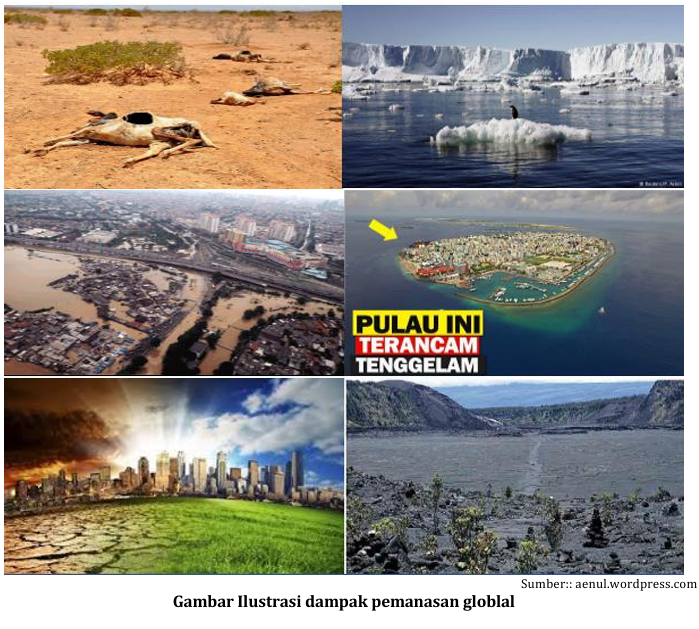 PULAU INI
TERANCAM
TENGGELAM
Sumber:: aenul.wordpress.com
Gambar Ilustrasi dampak pemanasan globlal